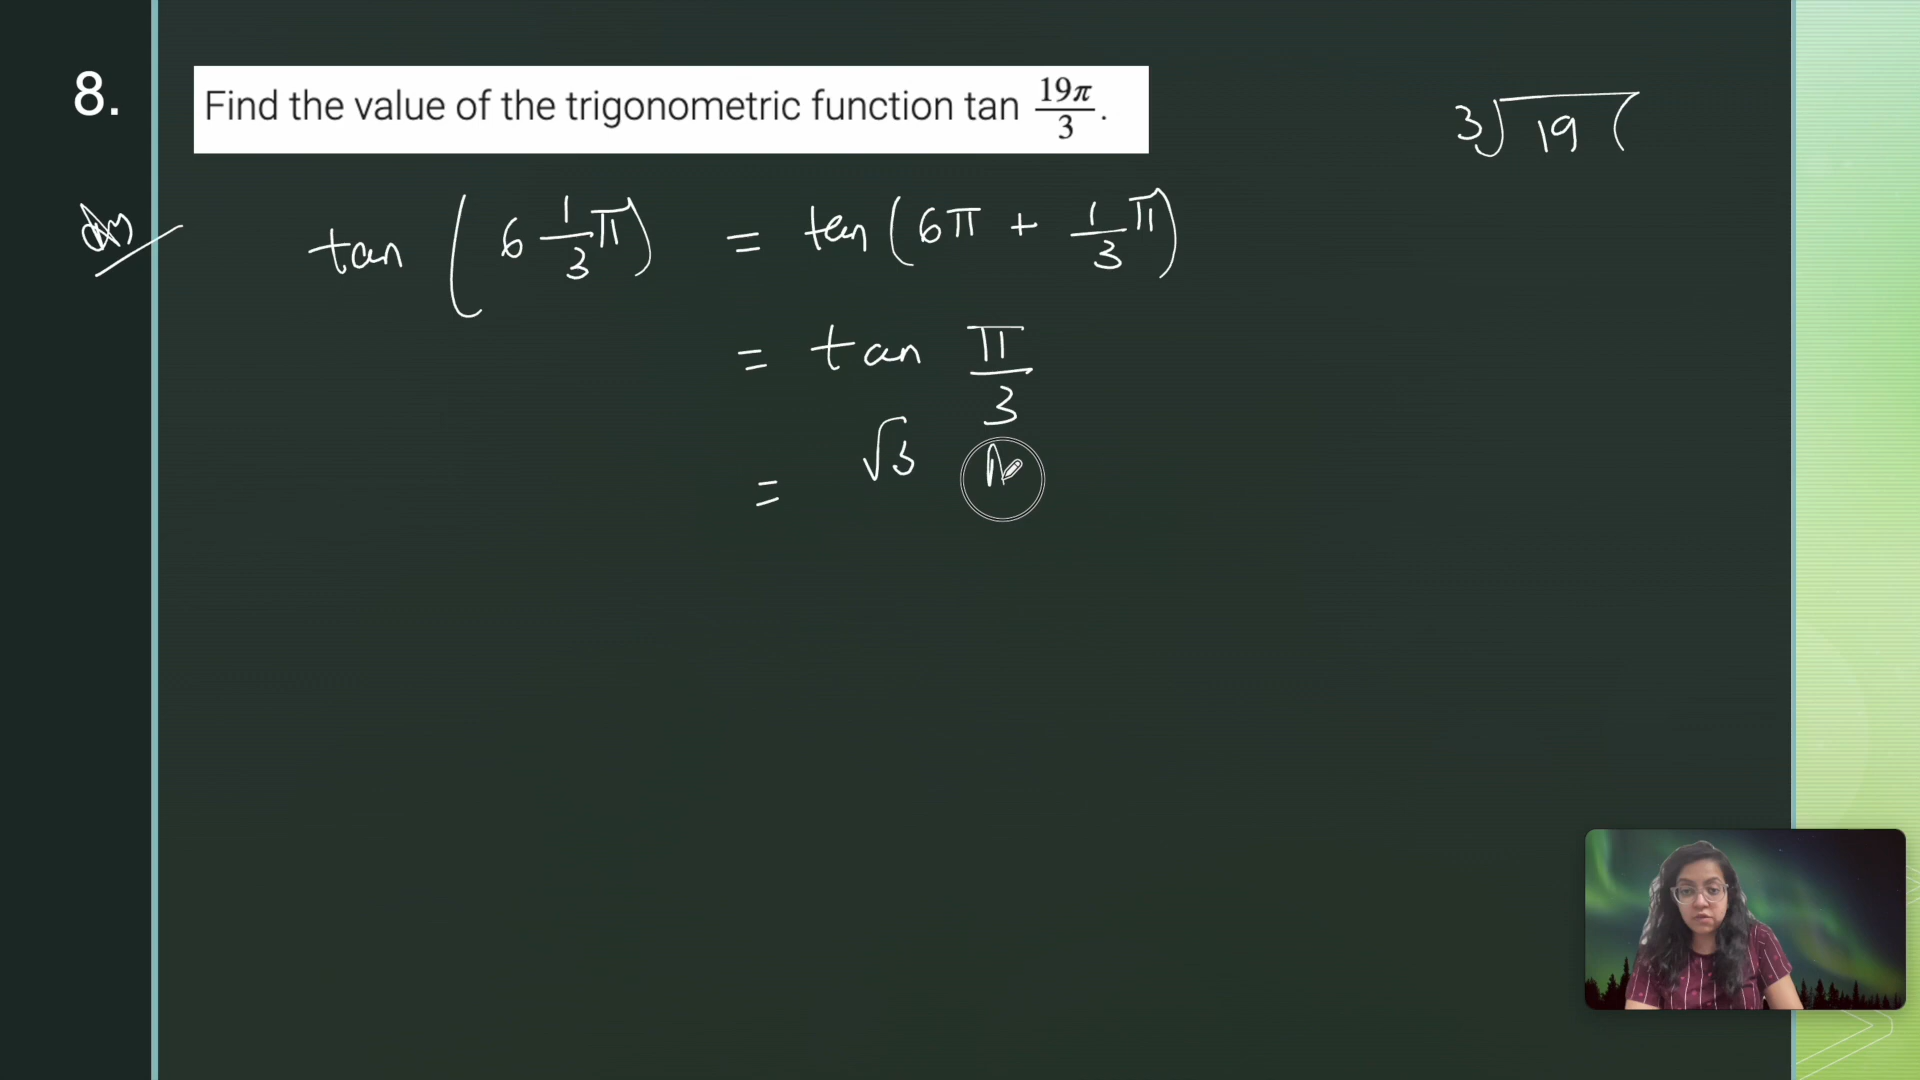 8.
Find the value of the trigonometric function tan 19π/3.
3√19 (
Ans
tan ( 6 1/3 π) = tan (6π + 1/3 π)
= tan π/3
= √3